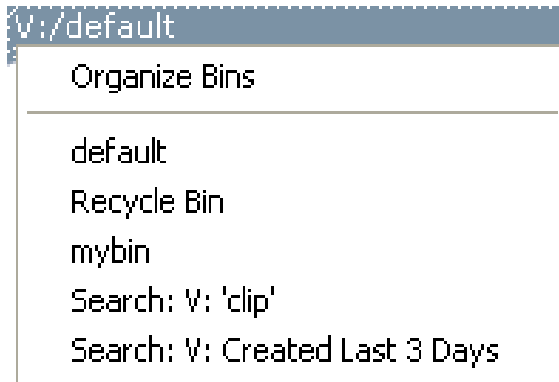 V:/default
Organize Bins
default
Recycle Bin
mybin
Search: V: 'clip'
Search: V: Created Last 3 Days